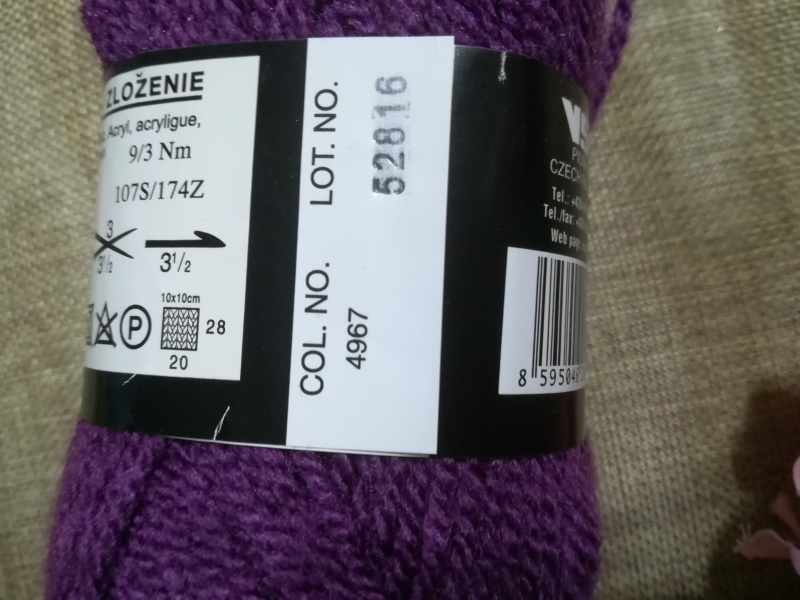 ZLOŽENIE
Acryl, acryligue,
9/3 Nm
107S/174Z
3
3½
3½
P
10x10cm
28
20
LOT. NO.
52816
COL. NO.
4967
CZECH
Tel.:
Tel./fax:
Web page
8 59504